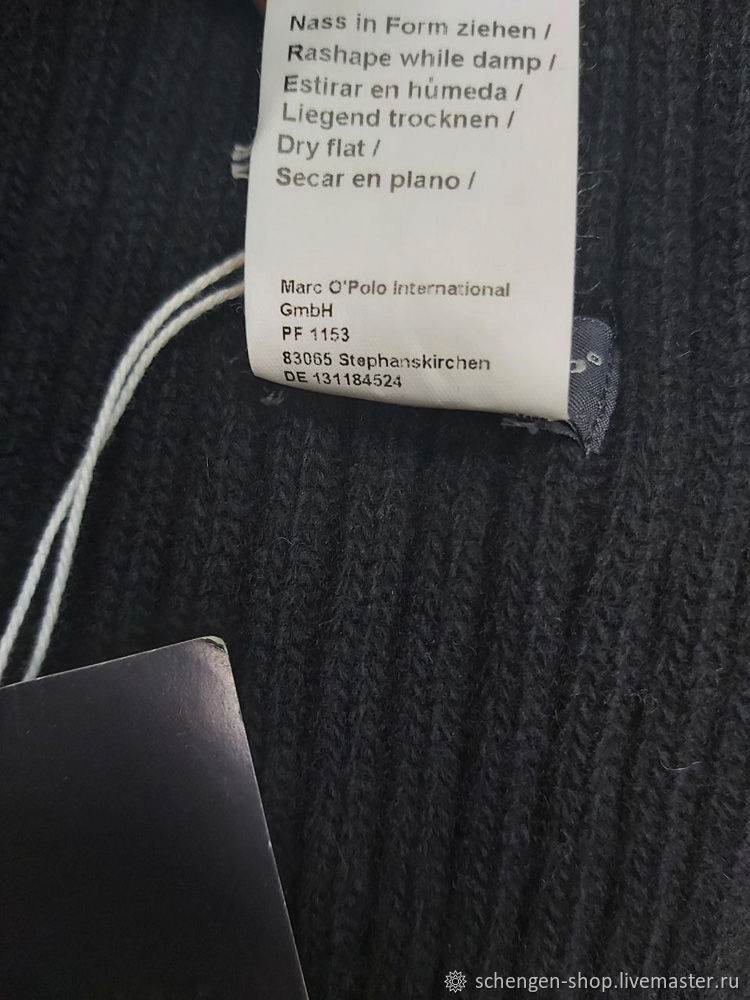 Nass in Form ziehen /
Rashape while damp /
Estirar en hůmeda /
Liegend trocknen /
Dry flat /
Secar en plano /
Marc O'Polo International
GmbH
PF 1153
83065 Stephanskirchen
DE 131184524
schengen-shop.livemaster.ru